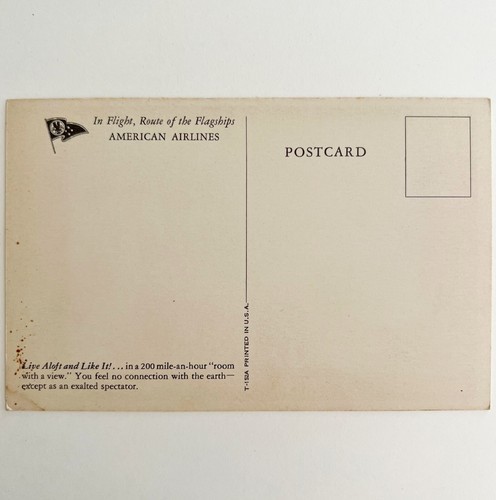 In Flight, Route of the Flagships
AMERICAN AIRLINES
POSTCARD
Live Aloft and Like It! . . . in a 200 mile-an-hour "room
with a view." You feel no connection with the earth—
except as an exalted spectator.
T-151A PRINTED IN U.S.A.